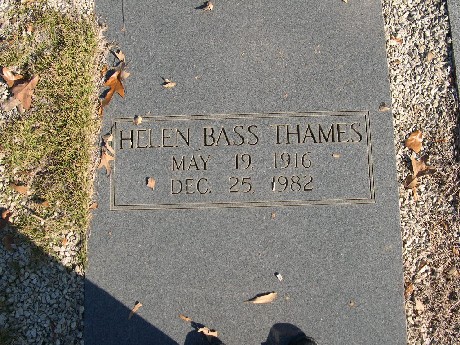 HELEN BASS THAMES
MAY 19 1916
DEC. 25, 1982